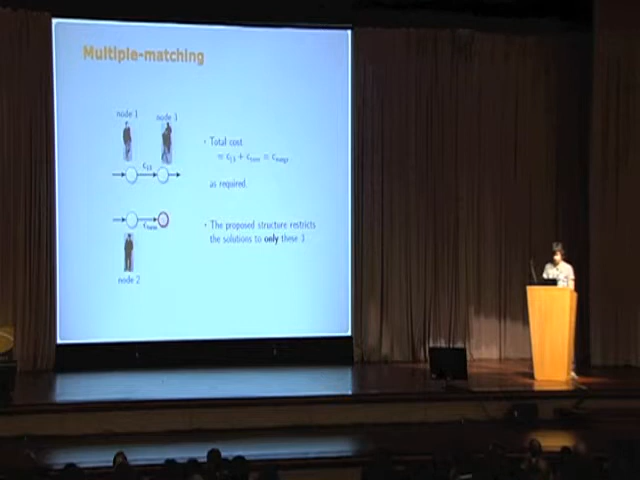 Multiple-matching
node 1
node 3
c13
node 2
• Total cost
as required.
• The proposed structure restricts
the solutions to only these 3